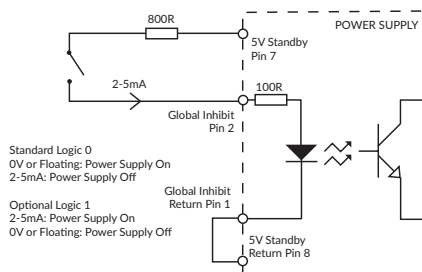 800R
POWER SUPPLY
5V Standby
Pin 7
2-5mA
100R
Global Inhibit
Pin 2
Standard Logic 0
0V or Floating: Power Supply On
2-5mA: Power Supply Off
Optional Logic 1
2-5mA: Power Supply On
0V or Floating: Power Supply Off
Global Inhibit
Return Pin 1
5V Standby
Return Pin 8